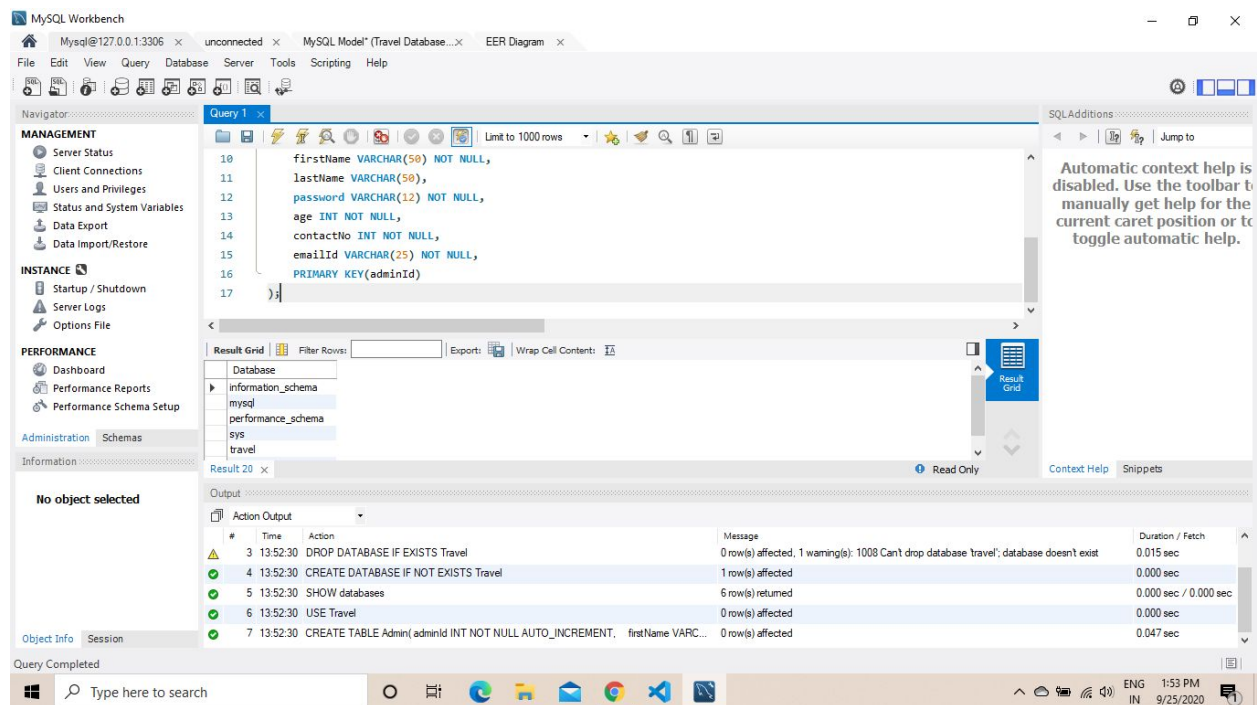 MySQL Workbench
Mysql@127.0.0.1:3306 × unconnected × MySQL Model* (Travel Database...× EER Diagram ×
File Edit View Query Database Server Tools Scripting Help
Navigator
MANAGEMENT
Server Status
Client Connections
Users and Privileges
Status and System Variables
Data Export
Data Import/Restore
INSTANCE
Startup / Shutdown
Server Logs
Options File
PERFORMANCE
Dashboard
Performance Reports
Performance Schema Setup
Administration Schemas
Information
No object selected
Object Info Session
Query 1 ×
Limit to 1000 rows
10 firstName VARCHAR(50) NOT NULL,
11 lastName VARCHAR(50),
12 password VARCHAR(12) NOT NULL,
13 age INT NOT NULL,
14 contactNo INT NOT NULL,
15 emailId VARCHAR(25) NOT NULL,
16 PRIMARY KEY(adminId)
17 );
Result Grid Filter Rows: Export: Wrap Cell Content:
Database
information_schema
mysql
performance_schema
sys
travel
Result Grid
Result 20 × Read Only
SQLAdditions
Jump to
Automatic context help is
disabled. Use the toolbar to
manually get help for the
current caret position or to
toggle automatic help.
Context Help Snippets
Output
Action Output
# Time Action Message Duration / Fetch
3 13:52:30 DROP DATABASE IF EXISTS Travel 0 row(s) affected, 1 warning(s): 1008 Can't drop database 'travel'; database doesn't exist 0.015 sec
4 13:52:30 CREATE DATABASE IF NOT EXISTS Travel 1 row(s) affected 0.000 sec
5 13:52:30 SHOW databases 6 row(s) returned 0.000 sec / 0.000 sec
6 13:52:30 USE Travel 0 row(s) affected 0.000 sec
7 13:52:30 CREATE TABLE Admin( adminId INT NOT NULL AUTO_INCREMENT, firstName VARC... 0 row(s) affected 0.047 sec
Query Completed
Type here to search
ENG 1:53 PM
IN 9/25/2020